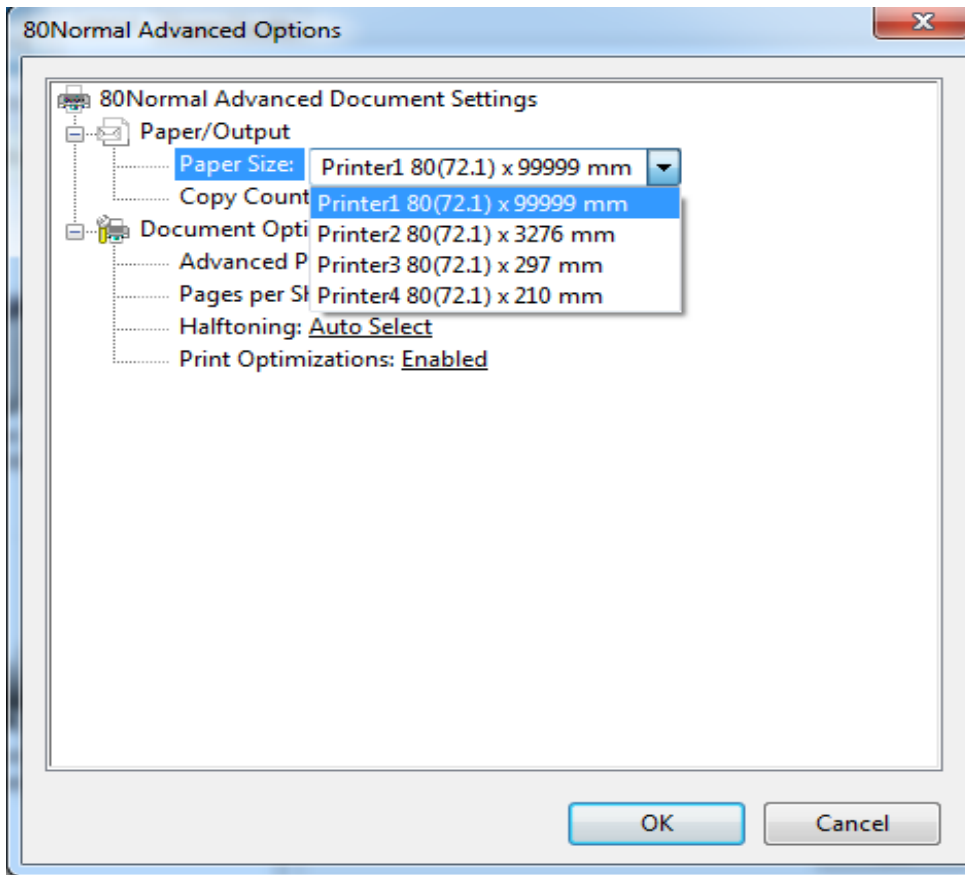 80Normal Advanced Options
80Normal Advanced Document Settings
Paper/Output
Paper Size: Printer1 80(72.1) x 99999 mm
Copy Count
Printer1 80(72.1) x 99999 mm
Document Opti
Printer2 80(72.1) x 3276 mm
Advanced P
Printer3 80(72.1) x 297 mm
Pages per Sh
Printer4 80(72.1) x 210 mm
Halftoning: Auto Select
Print Optimizations: Enabled
OK
Cancel